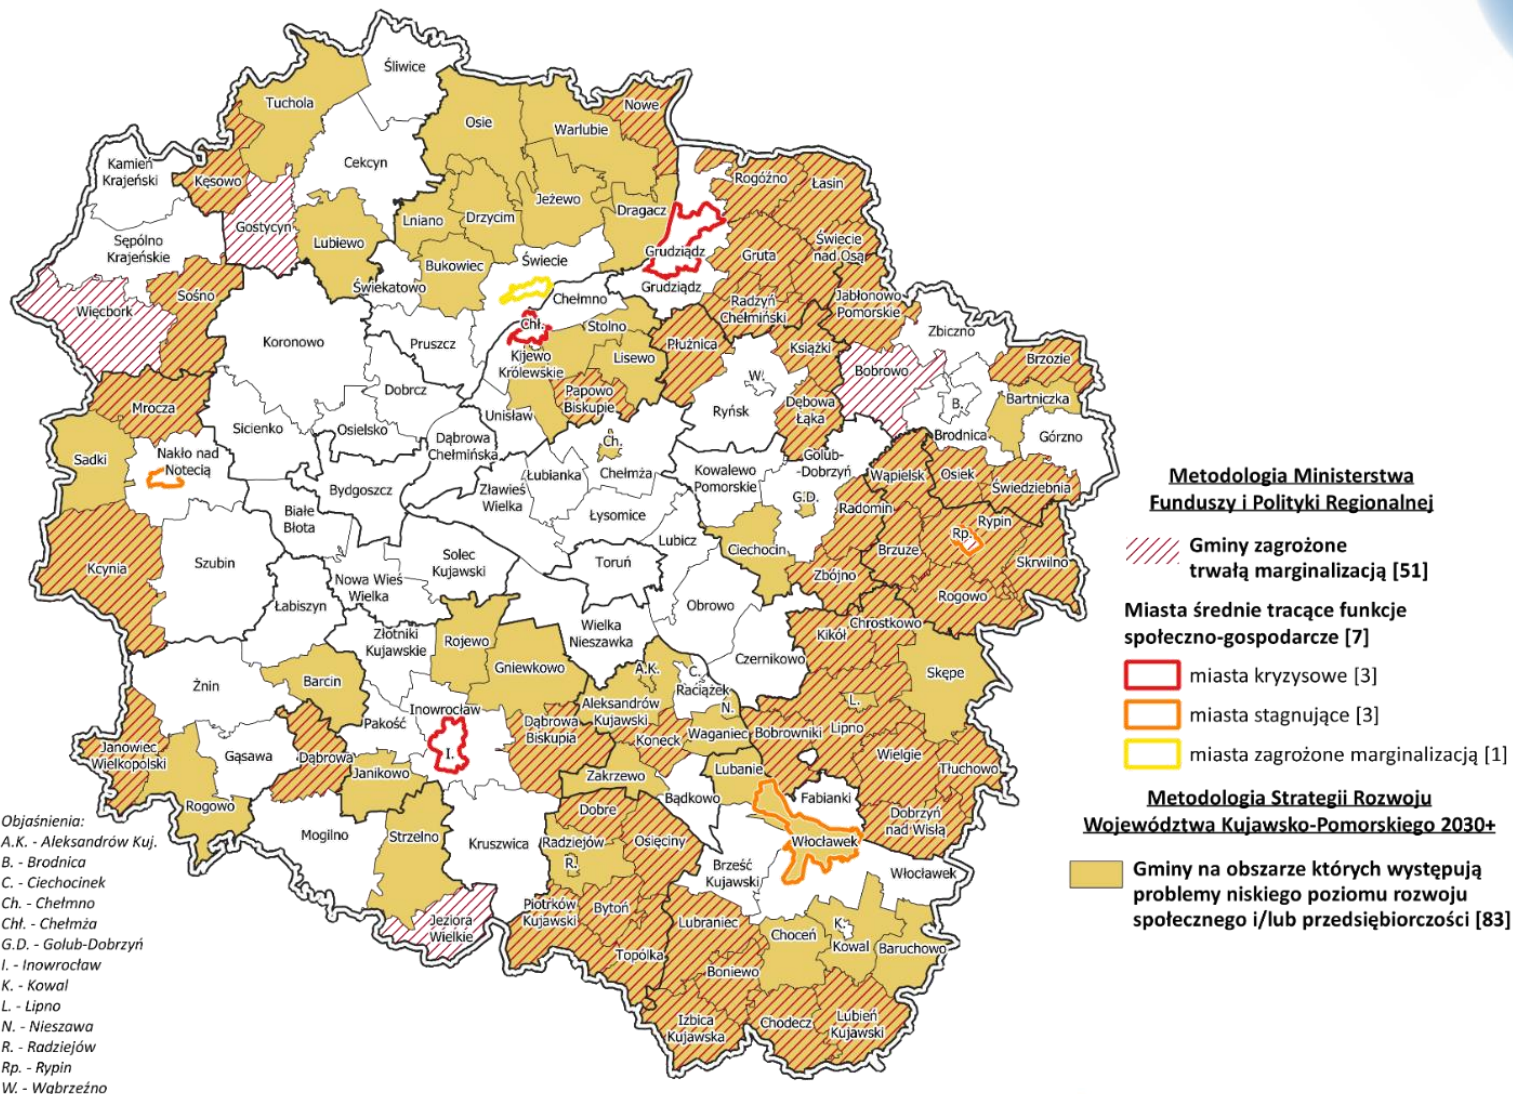 Śliwice
Tuchola
Nowe
Osie
Warlubie
Kamień
Krajeński
Cekcyn
Kęsowo
Rogóźno
Łasin
Jeżewo
Drzycim
Lniano
Dragacz
Gostycyn
Lubiewo
Sępólno
Krajeńskie
Świecie
nad Osą
Grudziądz
Gruta
Świecie
Bukowiec
Świekatowo
Grudziądz
Sośno
Chełmno
Jabłonowo
Pomorskie
Radzyń
Chełmiński
Więcbork
Chł.
Stolno
Zbiczno
Koronowo
Pruszcz
Płużnica
Książki
Kijewo
Królewskie
Lisewo
Brzozie
Bobrowo
W.
Dobrcz
Papowo
Biskupie
Bartniczka
B.
Mrocza
Unisław
Ryńsk
Dębowa
Łąka
Sicienko
Osielsko
Dąbrowa
Chełmińska
Ch.
Brodnica
Górzno
Sadki
Nakło nad
Notecią
Golub-
-Dobrzyń
Łubianka
Chełmża
Kowalewo
Pomorskie
Wąpielsk
Osiek
Świedziebnia
Bydgoszcz
Zławieś
Wielka
G.D.
Białe
Błota
Łysomice
Radomin
Rypin
Rp.
Lubicz
Ciechocin
Brzuze
Kcynia
Szubin
Solec
Kujawski
Toruń
Skrwilno
Nowa Wieś
Wielka
Zbójno
Rogowo
Łabiszyn
Obrowo
Chrostkowo
Wielka
Nieszawka
Kikół
Złotniki
Kujawskie
Rojewo
Czernikowo
Gniewkowo
A.K.
C.
Raciążek
Skępe
Żnin
Barcin
Aleksandrów
Kujawski
N.
L.
Inowrocław
Pakość
Dąbrowa
Biskupia
Lipno
Waganiec
Bobrowniki
Koneck
Janowiec
Wielkopolski
Gąsawa
Dąbrowa
I.
Wielgie
Janikowo
Zakrzewo
Lubanie
Tłuchowo
Bądkowo
Fabianki
Rogowo
Dobre
Dobrzyń
nad Wisłą
Mogilno
Strzelno
Kruszwica
Radziejów
Osięciny
Włocławek
R.
Brześć
Kujawski
Włocławek
Piotrków
Kujawski
Bytoń
Jeziora
Wielkie
Lubraniec
K.
Choceń
Kowal
Baruchowo
Topólka
Boniewo
Izbica
Kujawska
Chodecz
Lubień
Kujawski
Objaśnienia:
A.K. - Aleksandrów Kuj.
B. - Brodnica
C. - Ciechocinek
Ch. - Chełmno
Chł. - Chełmża
G.D. - Golub-Dobrzyń
I. - Inowrocław
K. - Kowal
L. - Lipno
N. - Nieszawa
R. - Radziejów
Rp. - Rypin
W. - Wąbrzeźno
Metodologia Ministerstwa
Funduszy i Polityki Regionalnej
Gminy zagrożone
trwałą marginalizacją [51]
Miasta średnie tracące funkcje
społeczno-gospodarcze [7]
miasta kryzysowe [3]
miasta stagnujące [3]
miasta zagrożone marginalizacją [1]
Metodologia Strategii Rozwoju
Województwa Kujawsko-Pomorskiego 2030+
Gminy na obszarze których występują
problemy niskiego poziomu rozwoju
społecznego i/lub przedsiębiorczości [83]